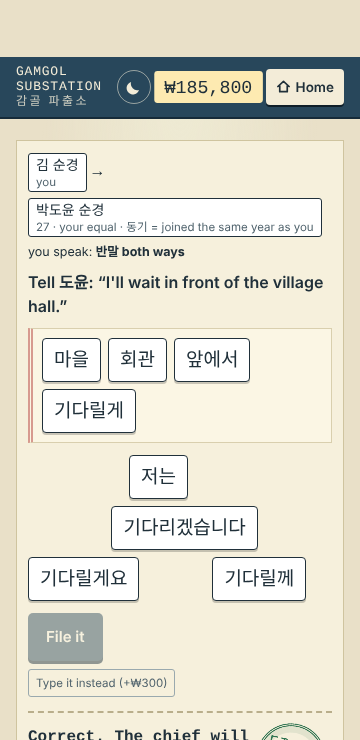 GAMGOL
SUBSTATION
감골 파출소
₩185,800
Home
김 순경
you
→
박도윤 순경
27 · your equal · 동기 = joined the same year as you
you speak: 반말 both ways
Tell 도윤: “I'll wait in front of the village
hall.”
마을 회관 앞에서
기다릴게
저는
기다리겠습니다
기다릴게요 기다릴께
File it
Type it instead (+₩300)
Correct. The chief will